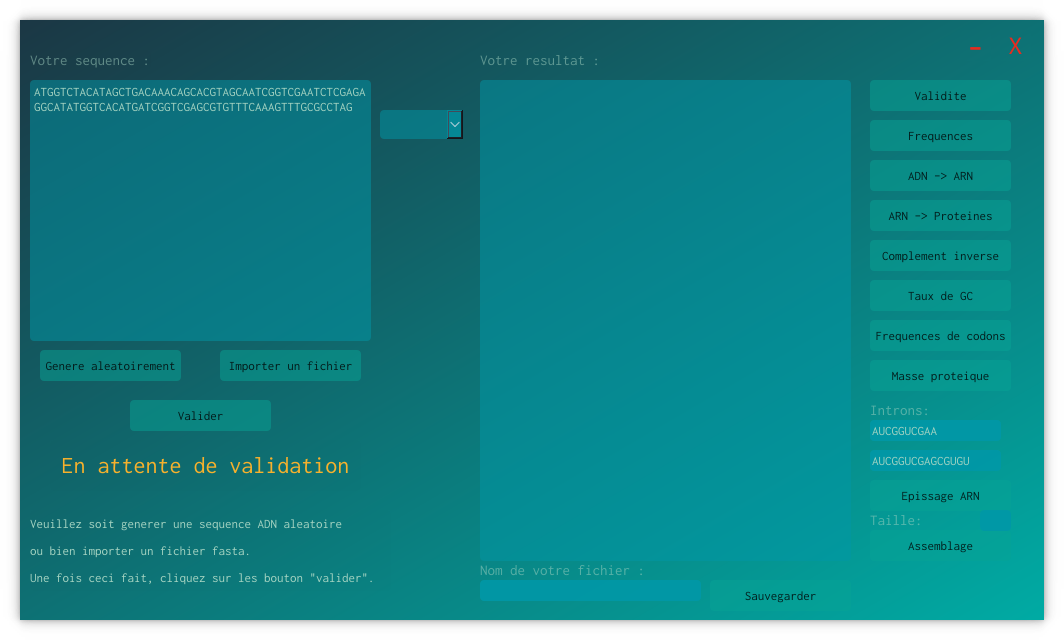 Votre sequence :
ATGGTCTACATAGCTGACAAACAGCACGTAGCAATCGGTCGAATCTCGAGA
GGCATATGGTCACATGATCGGTCGAGCGTGTTTCAAAGTTTGCGCCTAG
Genere aleatoirement
Importer un fichier
Valider
En attente de validation
Veuillez soit generer une sequence ADN aleatoire
ou bien importer un fichier fasta.
Une fois ceci fait, cliquez sur les bouton "valider".
Votre resultat :
Nom de votre fichier :
Sauvegarder
– X
Validite
Frequences
ADN -> ARN
ARN -> Proteines
Complement inverse
Taux de GC
Frequences de codons
Masse proteique
Introns:
AUCGGUCGAA
AUCGGUCGAGCGUGU
Epissage ARN
Taille:
Assemblage